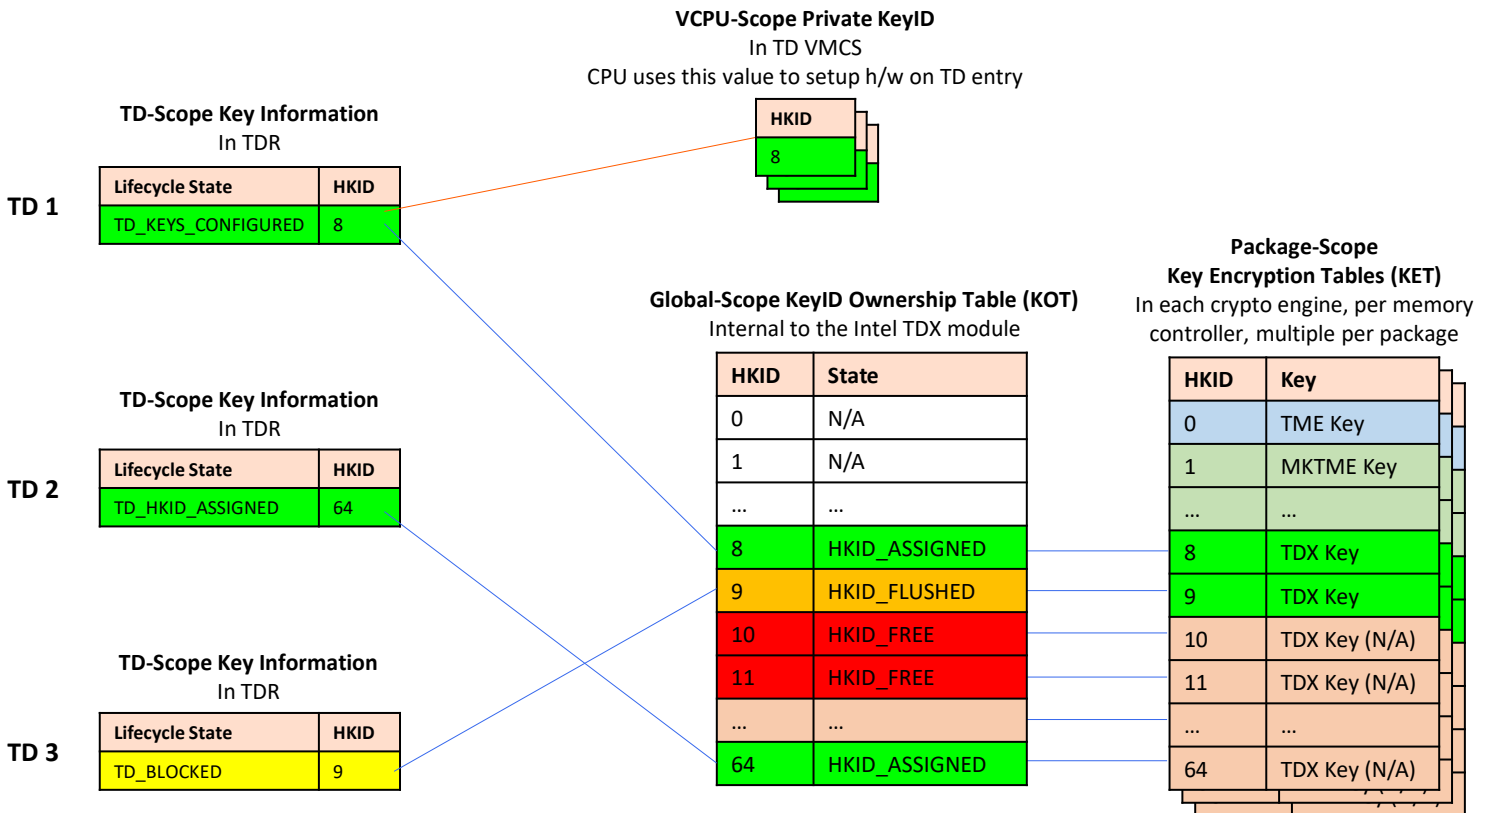 VCPU-Scope Private KeyID
In TD VMCS
CPU uses this value to setup h/w on TD entry
HKID
8
TD 1
TD-Scope Key Information
In TDR
Lifecycle State HKID
TD_KEYS_CONFIGURED 8
TD 2
TD-Scope Key Information
In TDR
Lifecycle State HKID
TD_HKID_ASSIGNED 64
TD 3
TD-Scope Key Information
In TDR
Lifecycle State HKID
TD_BLOCKED 9
Global-Scope KeyID Ownership Table (KOT)
Internal to the Intel TDX module
HKID State
0 N/A
1 N/A
... ...
8 HKID_ASSIGNED
9 HKID_FLUSHED
10 HKID_FREE
11 HKID_FREE
... ...
64 HKID_ASSIGNED
Package-Scope
Key Encryption Tables (KET)
In each crypto engine, per memory
controller, multiple per package
HKID Key
0 TME Key
1 MKTME Key
... ...
8 TDX Key
9 TDX Key
10 TDX Key (N/A)
11 TDX Key (N/A)
... ...
64 TDX Key (N/A)